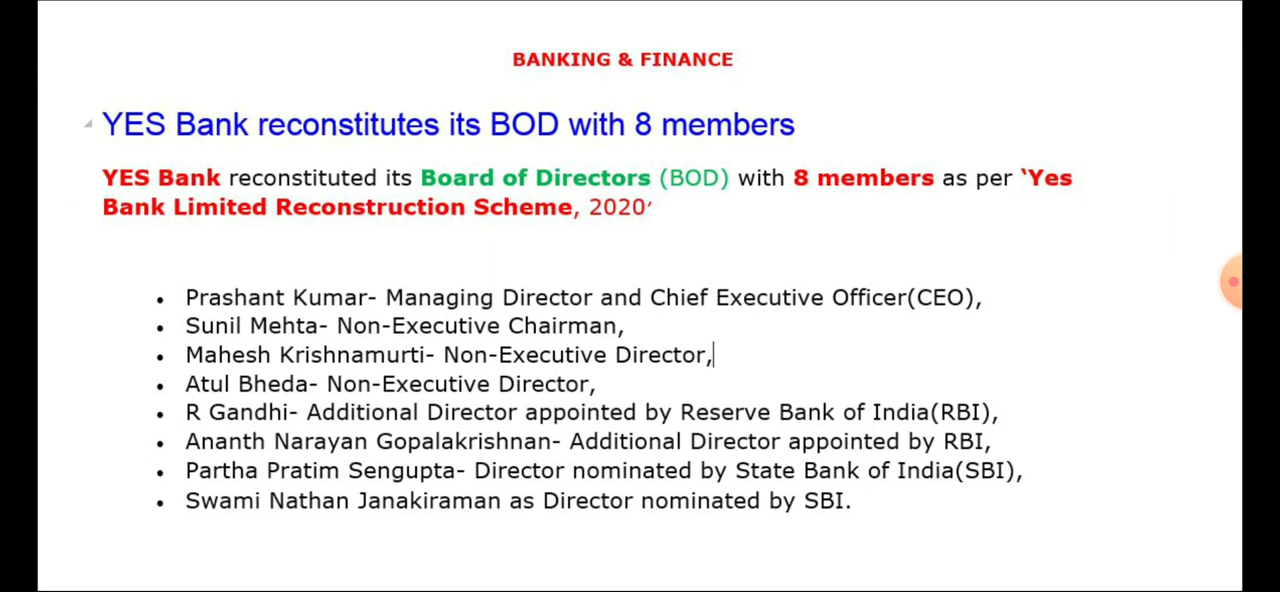 BANKING & FINANCE
YES Bank reconstitutes its BOD with 8 members
YES Bank reconstituted its Board of Directors (BOD) with 8 members as per ‘Yes
Bank Limited Reconstruction Scheme, 2020’
• Prashant Kumar- Managing Director and Chief Executive Officer(CEO),
• Sunil Mehta- Non-Executive Chairman,
• Mahesh Krishnamurti- Non-Executive Director,
• Atul Bheda- Non-Executive Director,
• R Gandhi- Additional Director appointed by Reserve Bank of India(RBI),
• Ananth Narayan Gopalakrishnan- Additional Director appointed by RBI,
• Partha Pratim Sengupta- Director nominated by State Bank of India(SBI),
• Swami Nathan Janakiraman as Director nominated by SBI.